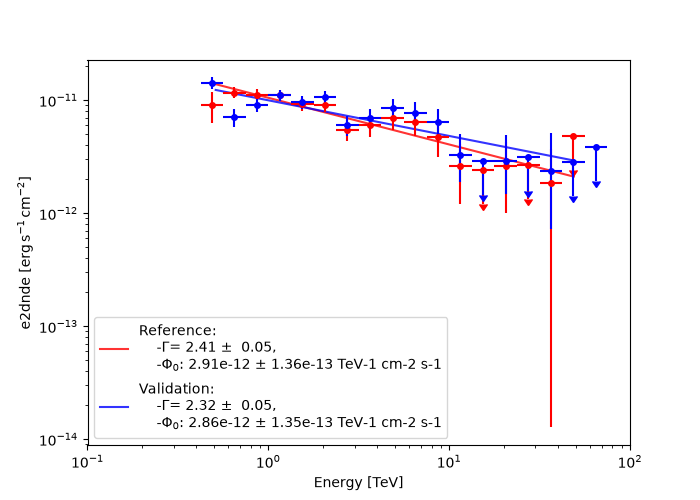 e2dnde [erg s⁻¹ cm⁻²]
10⁻¹¹
10⁻¹²
10⁻¹³
10⁻¹⁴
Reference:
-Γ= 2.41 ± 0.05,
-Φ₀: 2.91e-12 ± 1.36e-13 TeV-1 cm-2 s-1
Validation:
-Γ= 2.32 ± 0.05,
-Φ₀: 2.86e-12 ± 1.35e-13 TeV-1 cm-2 s-1
10⁻¹ 10⁰ 10¹ 10²
Energy [TeV]